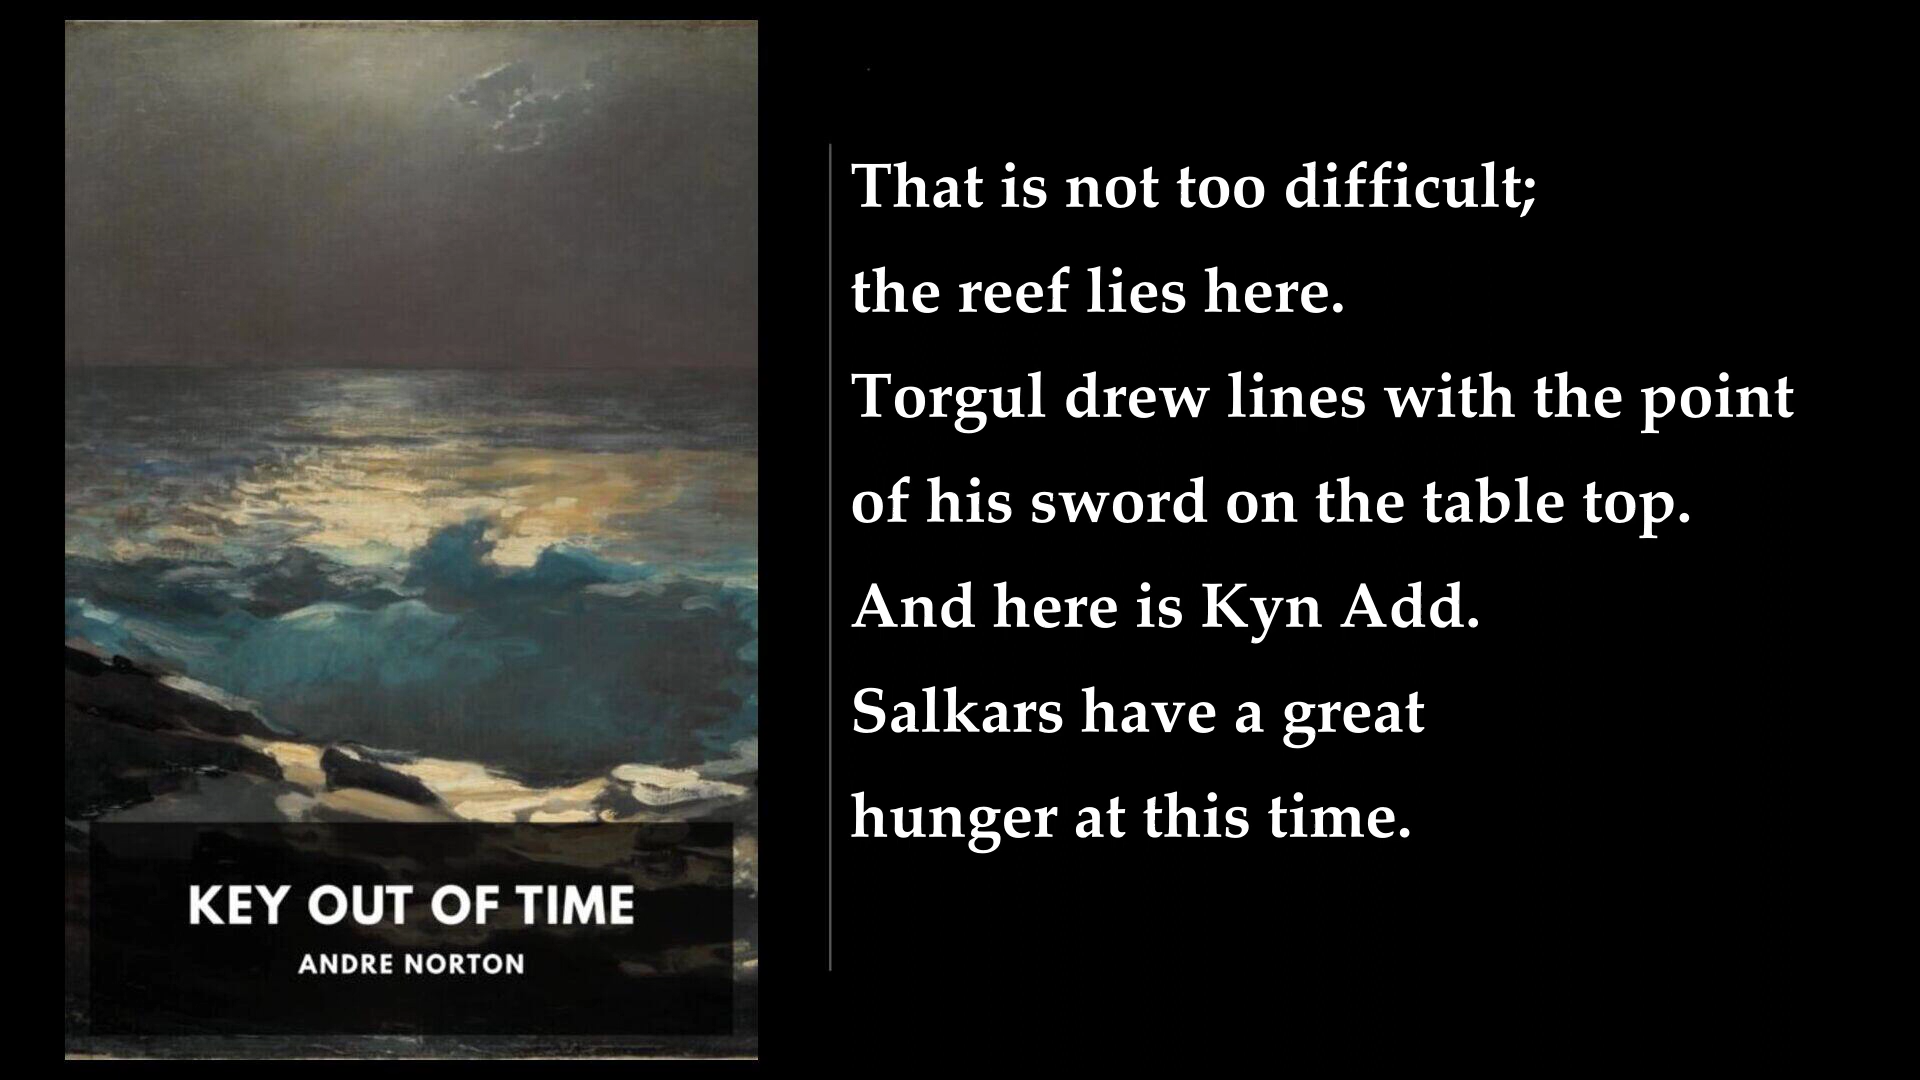 That is not too difficult;
the reef lies here.
Torgul drew lines with the point
of his sword on the table top.
And here is Kyn Add.
Salkars have a great
hunger at this time.
KEY OUT OF TIME
ANDRE NORTON